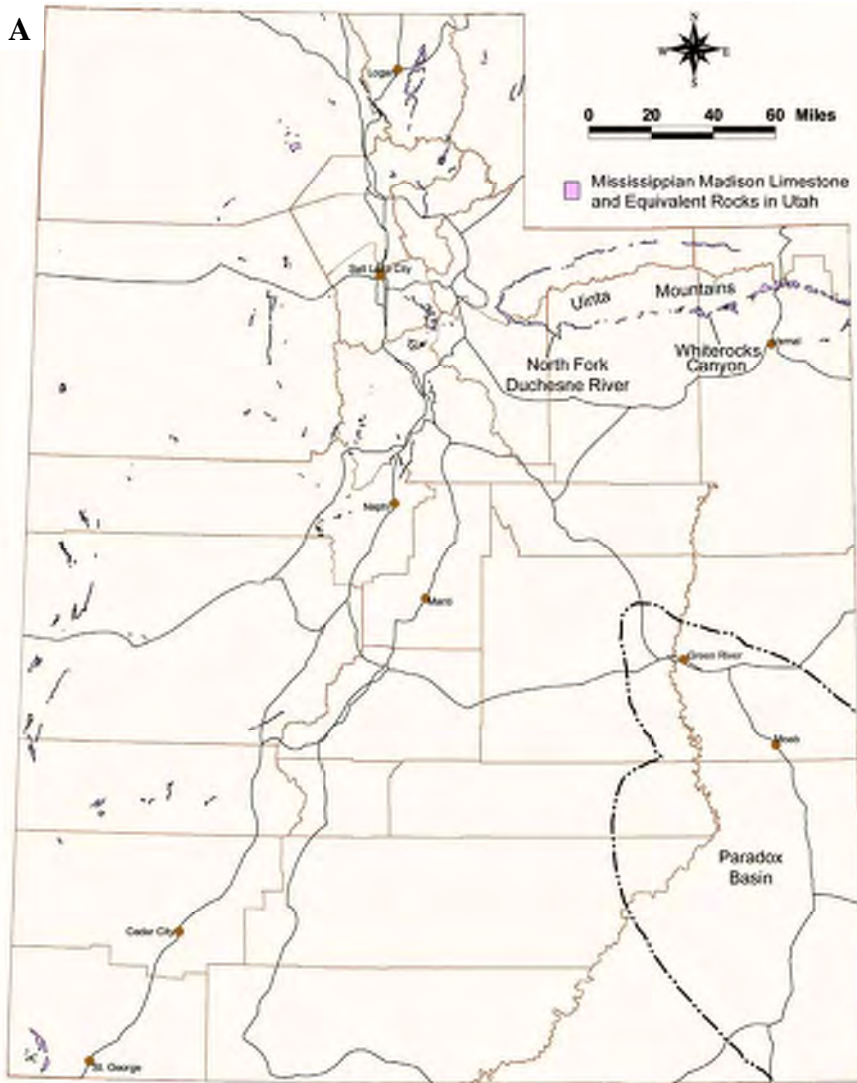 A
N
W
E
S
0 20 40 60 Miles
Mississippian Madison Limestone
and Equivalent Rocks in Utah
Logan
Salt Lake City
Uinta
Mountains
North Fork
Duchesne River
Whiterocks
Canyon
Vernal
Nephi
Manti
Green River
Moab
Paradox
Basin
Cedar City
St. George